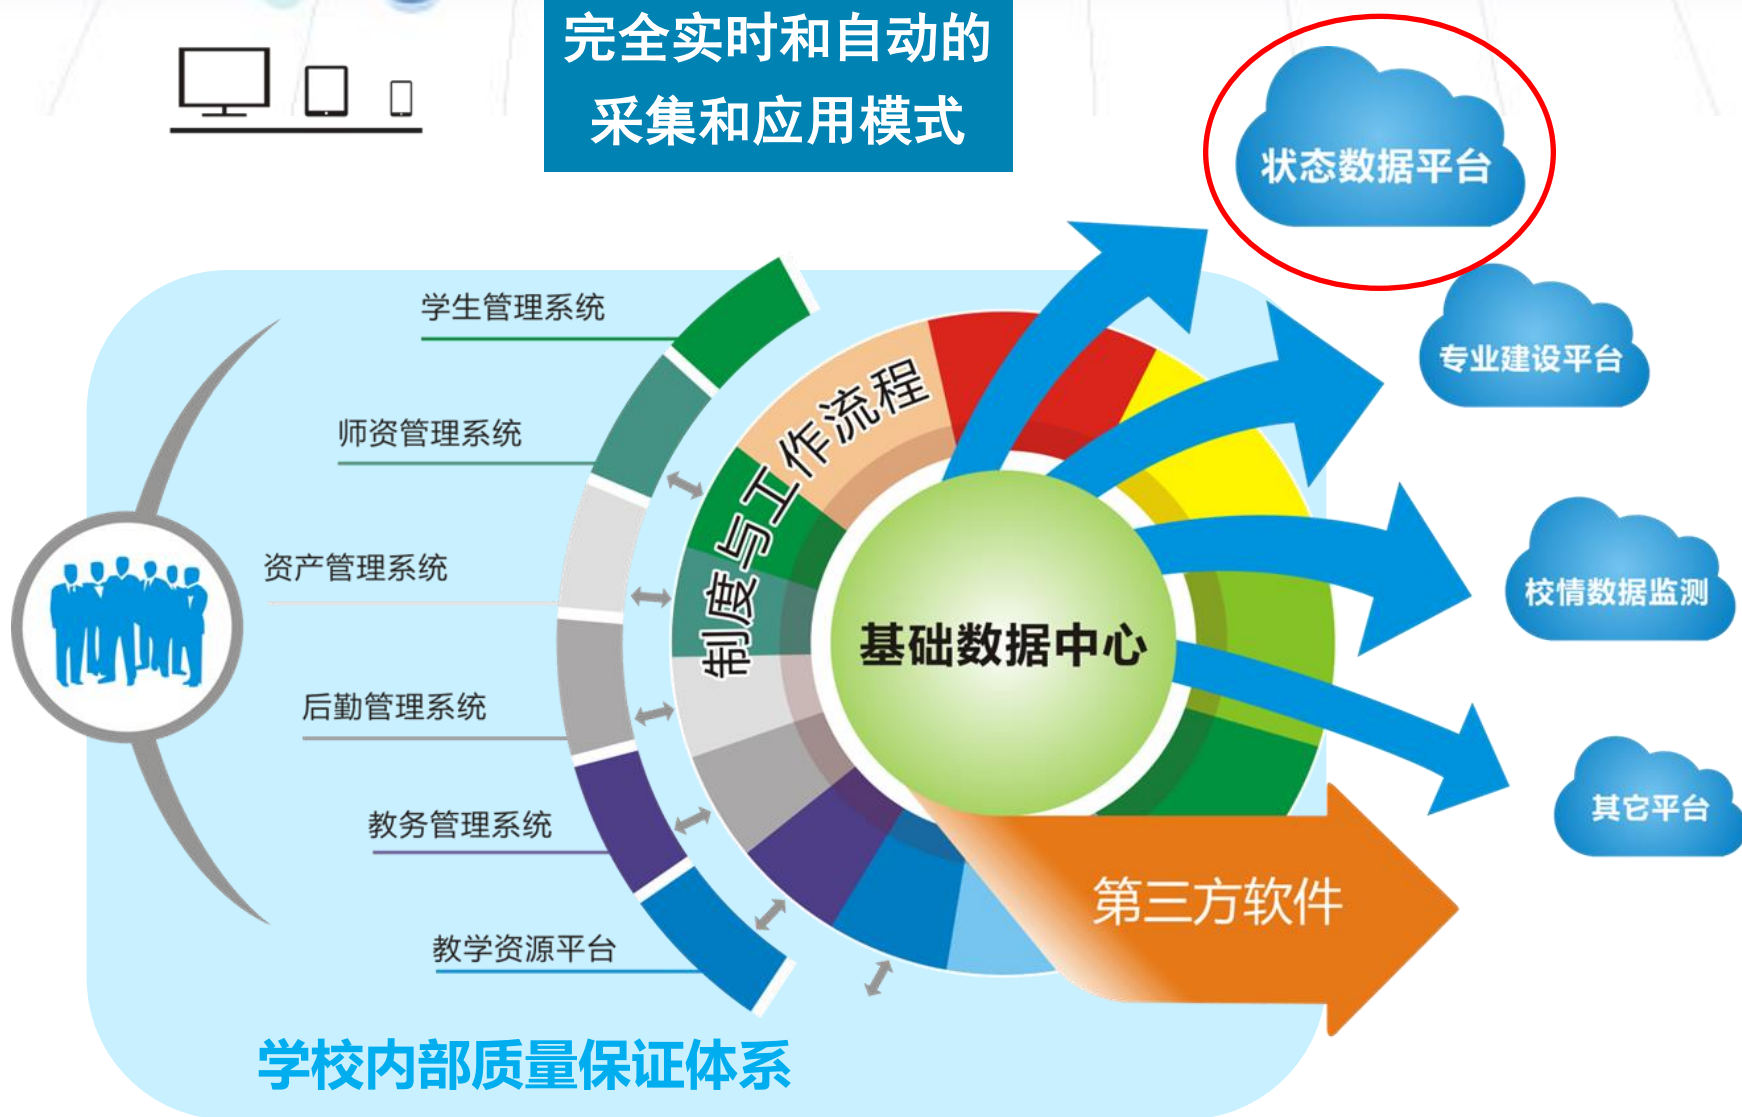 完全实时和自动的
采集和应用模式
状态数据平台
专业建设平台
校情数据监测
其它平台
学生管理系统
师资管理系统
资产管理系统
后勤管理系统
教务管理系统
教学资源平台
制度与工作流程
基础数据中心
第三方软件
学校内部质量保证体系